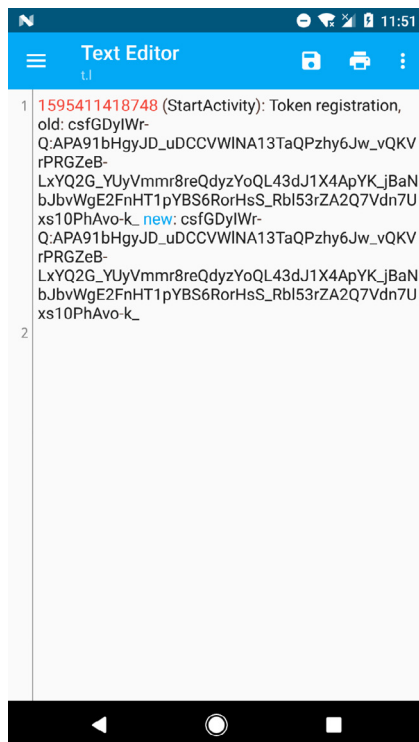 11:51
Text Editor
t.l
1 1595411418748 (StartActivity): Token registration,
old: csfGDyIWr-
Q:APA91bHgyJD_uDCCVWlNA13TaQPzhy6Jw_vQKV
rPRGZeB-
LxYQ2G_YUyVmmr8reQdyzYoQL43dJ1X4ApYK_jBaN
bJbvWgE2FnHT1pYBS6RorHsS_Rbl53rZA2Q7Vdn7U
xs10PhAvo-k_ new: csfGDyIWr-
Q:APA91bHgyJD_uDCCVWlNA13TaQPzhy6Jw_vQKV
rPRGZeB-
LxYQ2G_YUyVmmr8reQdyzYoQL43dJ1X4ApYK_jBaN
bJbvWgE2FnHT1pYBS6RorHsS_Rbl53rZA2Q7Vdn7U
xs10PhAvo-k_
2